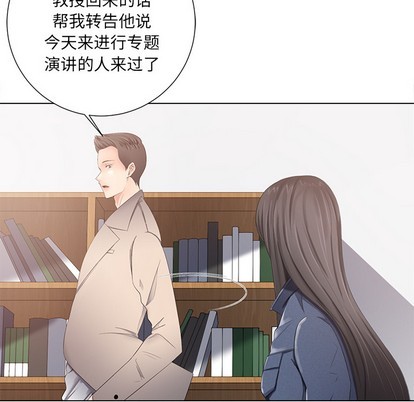 教授回来的话
帮我转告他说
今天来进行专题
演讲的人来过了